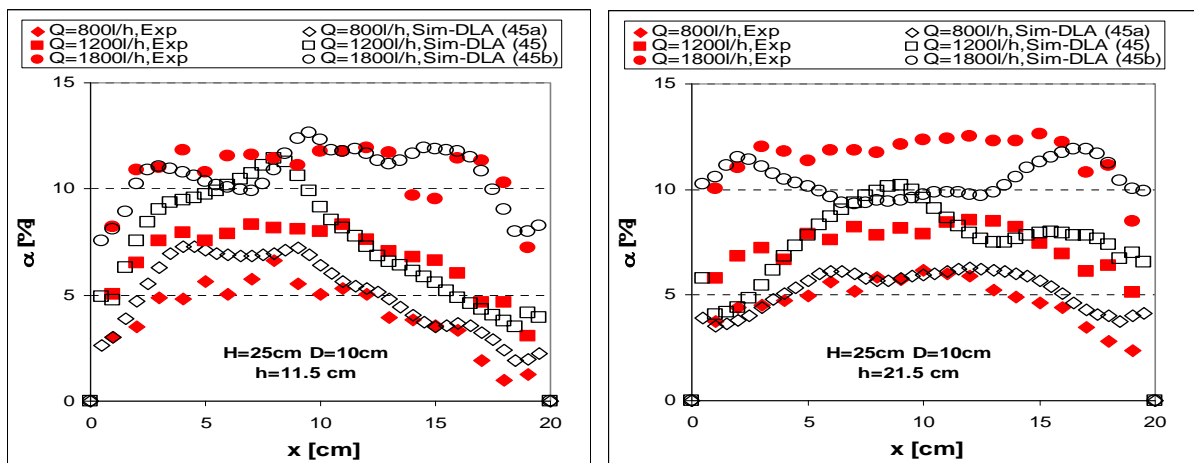 Q=800l/h,Exp Q=800l/h,Sim-DLA (45a)
Q=1200l/h,Exp Q=1200l/h,Sim-DLA (45)
Q=1800l/h,Exp Q=1800l/h,Sim-DLA (45b)
15
10
5
0
α [%]
H=25cm D=10cm
h=11.5 cm
0 5 10 15 20
x [cm]
Q=800l/h,Exp Q=800l/h,Sim-DLA (45a)
Q=1200l/h,Exp Q=1200l/h,Sim-DLA (45)
Q=1800l/h,Exp Q=1800l/h,Sim-DLA (45b)
15
10
5
0
α [%]
H=25cm D=10cm
h=21.5 cm
0 5 10 15 20
x [cm]